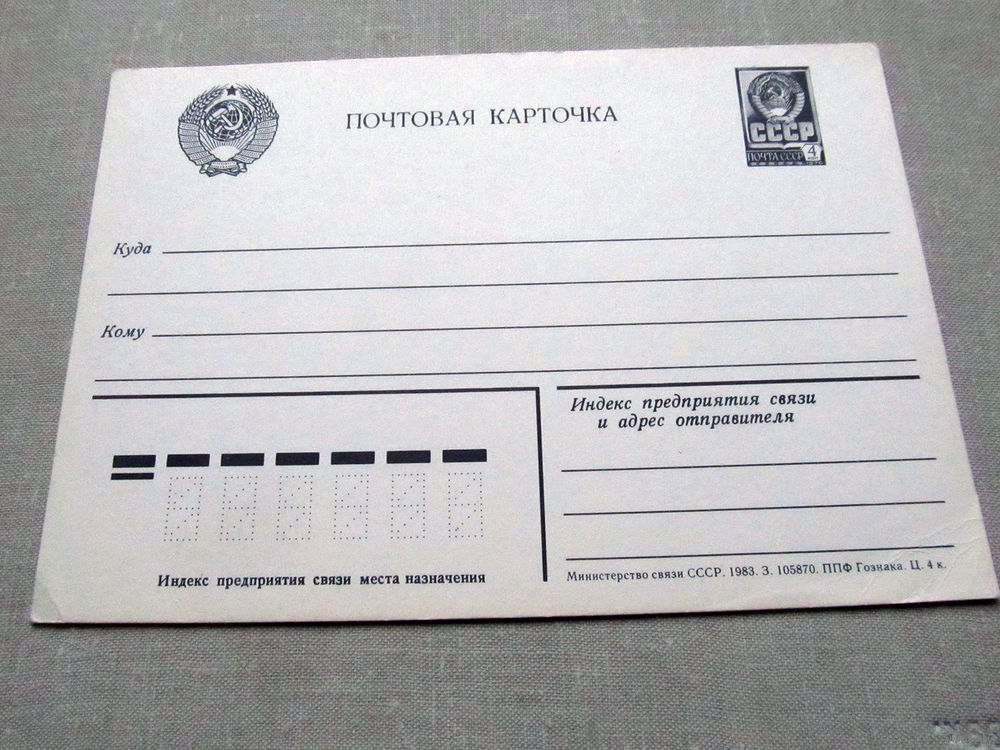 ПОЧТОВАЯ КАРТОЧКА
СССР
ПОЧТА СССР 4
1976
Куда
Кому
Индекс предприятия связи
и адрес отправителя
Индекс предприятия связи места назначения
Министерство связи СССР. 1983. З. 105870. ППФ Гознака. Ц. 4 к.